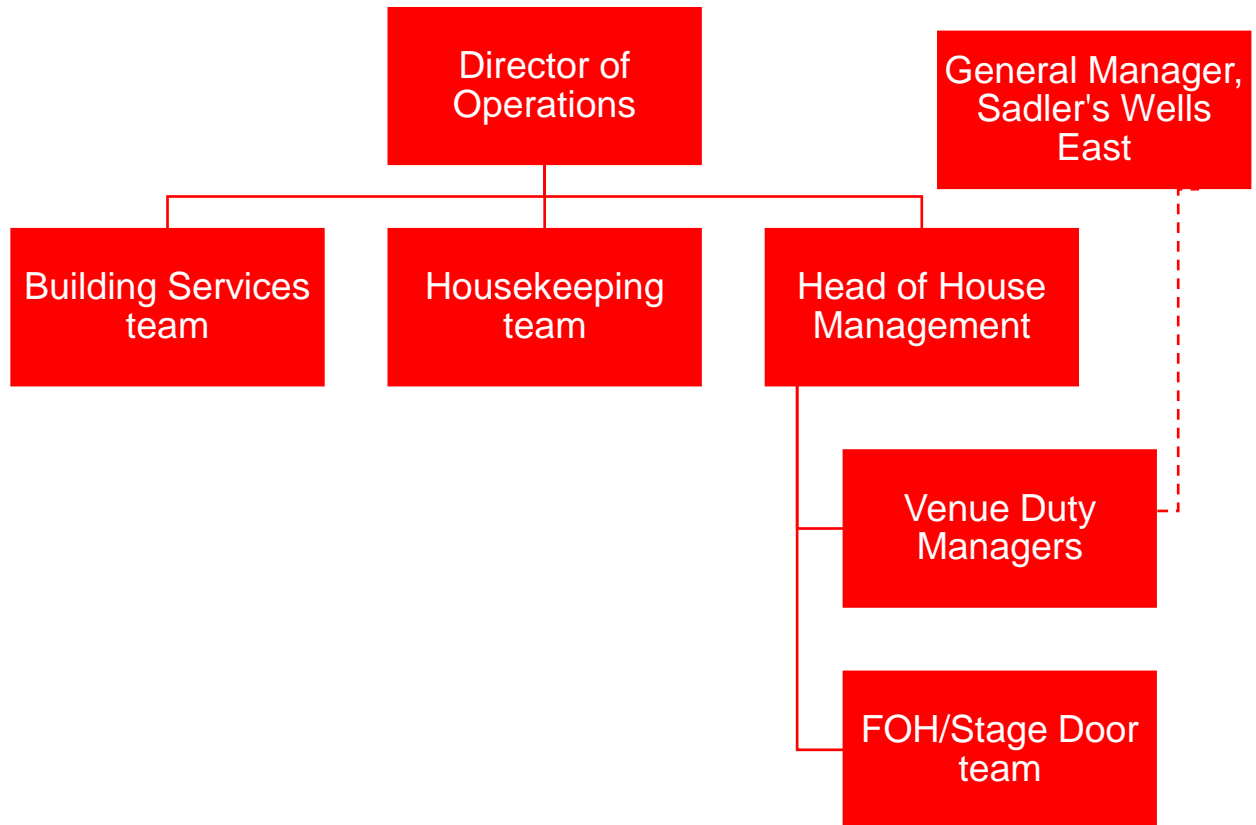 Director of
Operations
General Manager,
Sadler's Wells
East
Building Services
team
Housekeeping
team
Head of House
Management
Venue Duty
Managers
FOH/Stage Door
team